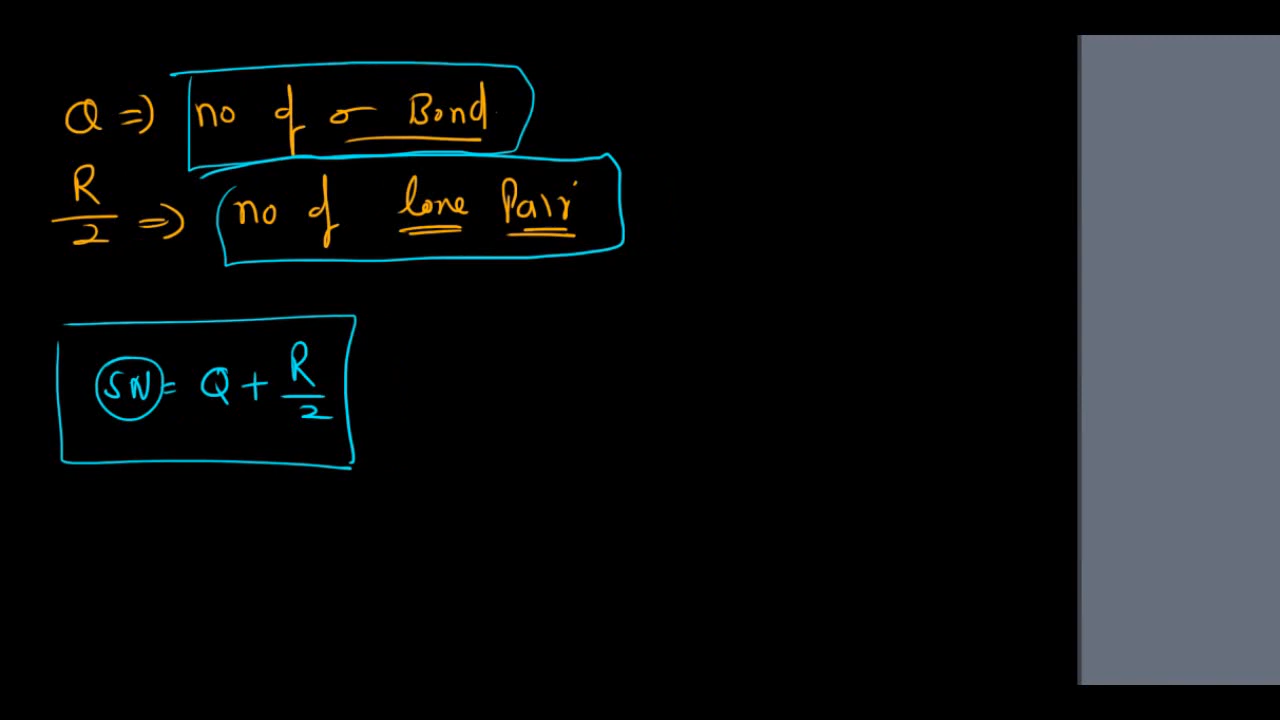 Q => no of σ Bond
R/2 => no of lone Pair
SN = Q + R/2